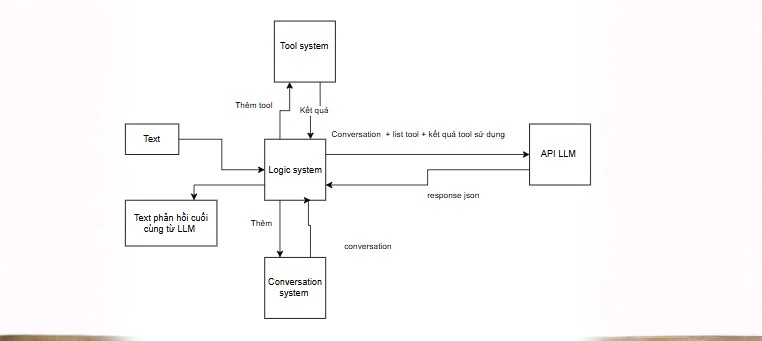 Tool system
Thêm tool
Kết quả
Conversation + list tool + kết quả tool sử dụng
Text
Logic system
API LLM
response json
Text phản hồi cuối
cùng từ LLM
Thêm
conversation
Conversation
system